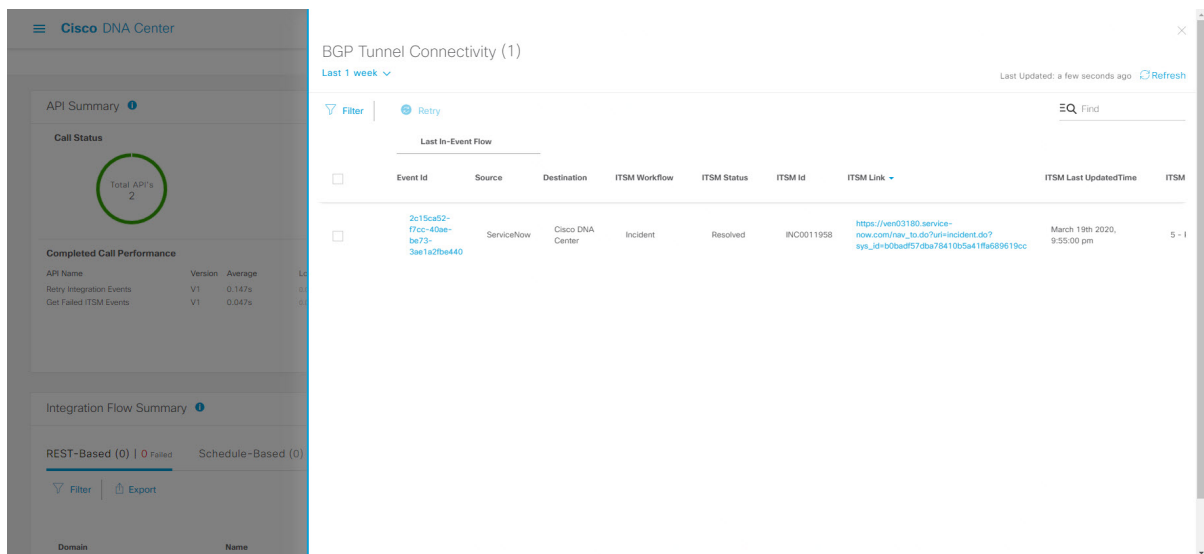 Cisco DNA Center
API Summary
Call Status
Total API's
2
Completed Call Performance
API Name Version Average
Retry Integration Events V1 0.147s
Get Failed ITSM Events V1 0.047s
Integration Flow Summary
REST-Based (0) | 0 Failed Schedule-Based (0)
Filter Export
Domain Name
BGP Tunnel Connectivity (1)
Last 1 week
Last Updated: a few seconds ago Refresh
Filter Retry
Find
Last In-Event Flow
Event Id Source Destination ITSM Workflow ITSM Status ITSM Id ITSM Link ITSM Last UpdatedTime ITSM
2c15ca52-
f7cc-40ae-
be73-
3ae1a2fbe440
ServiceNow
Cisco DNA
Center
Incident
Resolved
INC0011958
https://ven03180.service-
now.com/nav_to.do?uri=incident.do?
sys_id=b0badf57dba78410b5a41ffa689619cc
March 19th 2020,
9:55:00 pm
5 -